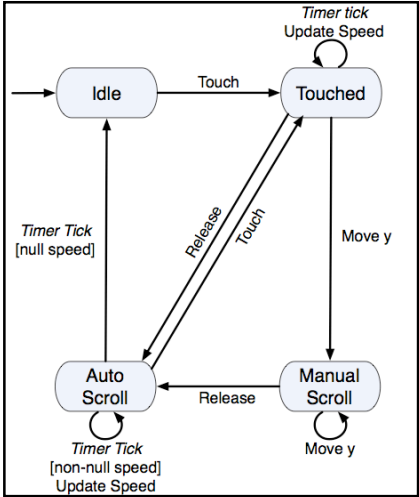 Timer tick
Update Speed
Idle
Touch
Touched
Release
Touch
Timer Tick
[null speed]
Move y
Auto
Scroll
Release
Manual
Scroll
Timer Tick
[non-null speed]
Update Speed
Move y